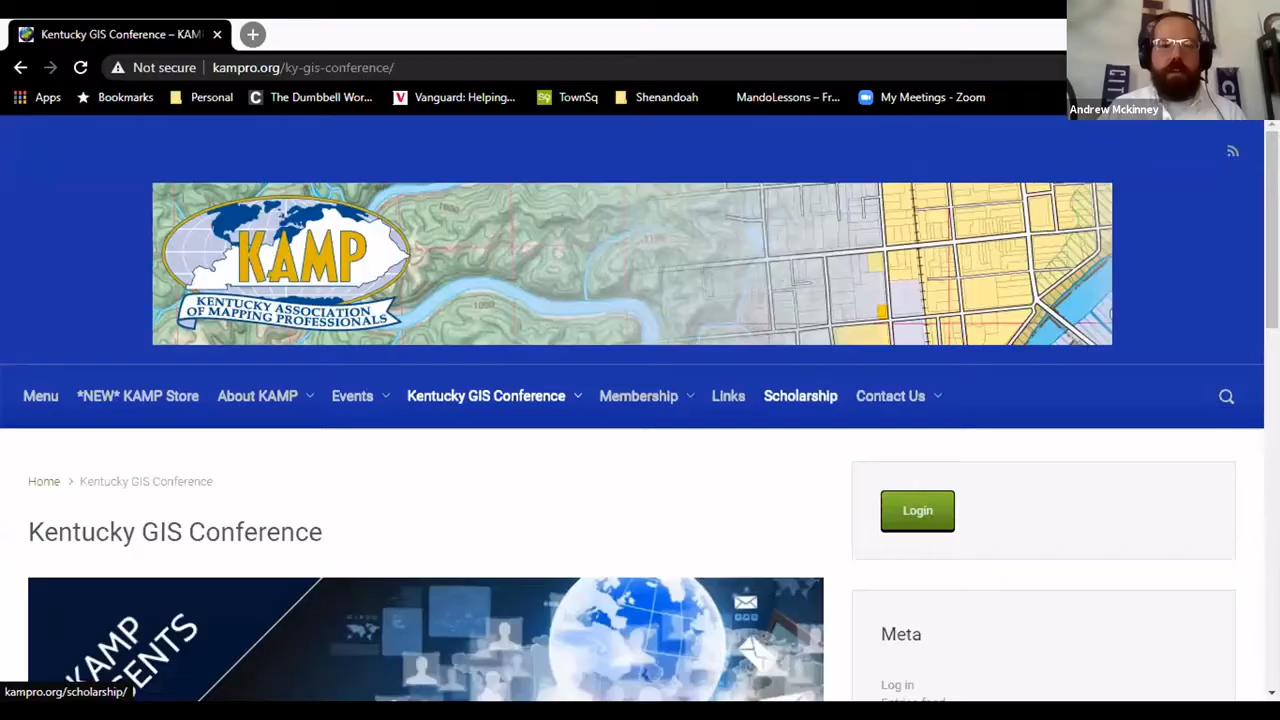 Kentucky GIS Conference – KAM
Not secure
kampro.org/ky-gis-conference/
Apps
Bookmarks
Personal
The Dumbbell Wor...
Vanguard: Helping...
TownSq
Shenandoah
MandoLessons – Fr...
My Meetings - Zoom
Andrew Mckinney
KAMP
KENTUCKY ASSOCIATION
OF MAPPING PROFESSIONALS
1000
Menu
*NEW* KAMP Store
About KAMP
Events
Kentucky GIS Conference
Membership
Links
Scholarship
Contact Us
Home > Kentucky GIS Conference
Login
Kentucky GIS Conference
KAMP
Meta
Log in
kampro.org/scholarship/